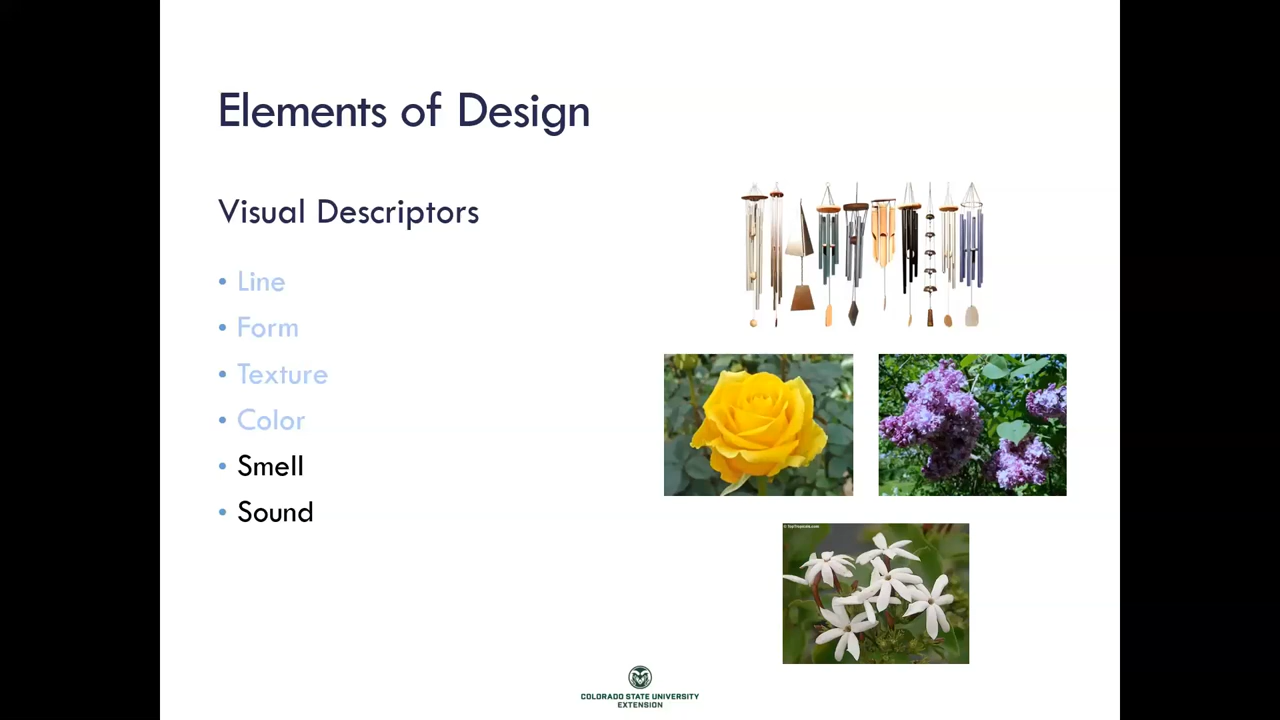 Elements of Design
Visual Descriptors
• Line
• Form
• Texture
• Color
• Smell
• Sound
COLORADO STATE UNIVERSITY
EXTENSION